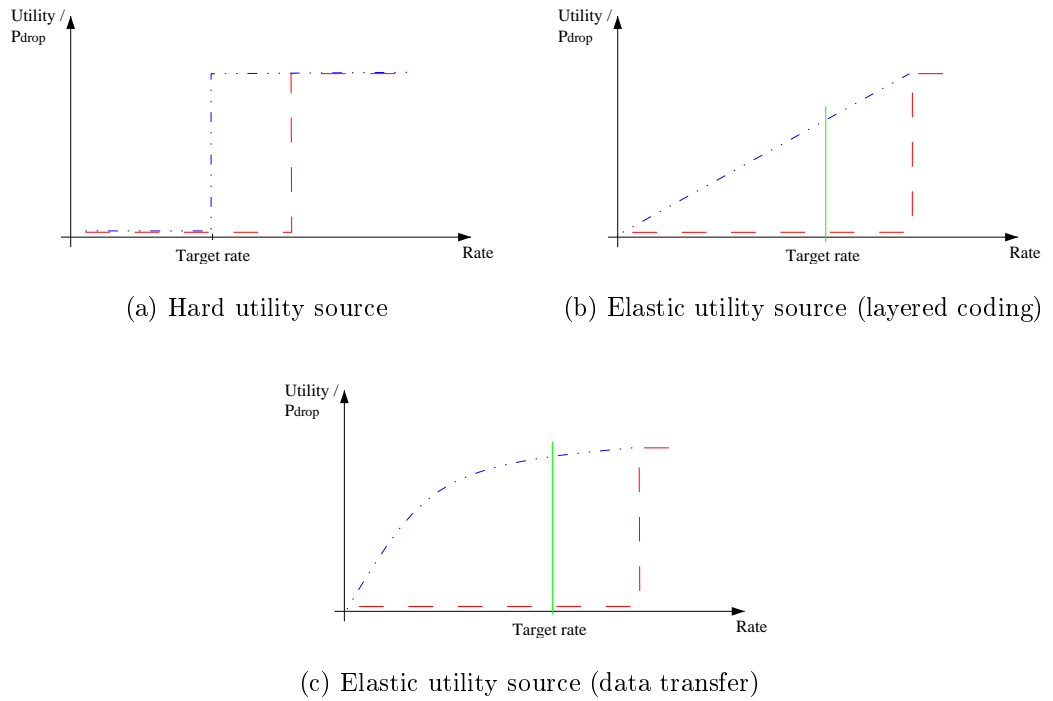 Utility /
Pdrop
Target rate
Rate
(a) Hard utility source
Utility /
Pdrop
Target rate
Rate
(b) Elastic utility source (layered coding)
Utility /
Pdrop
Target rate
Rate
(c) Elastic utility source (data transfer)